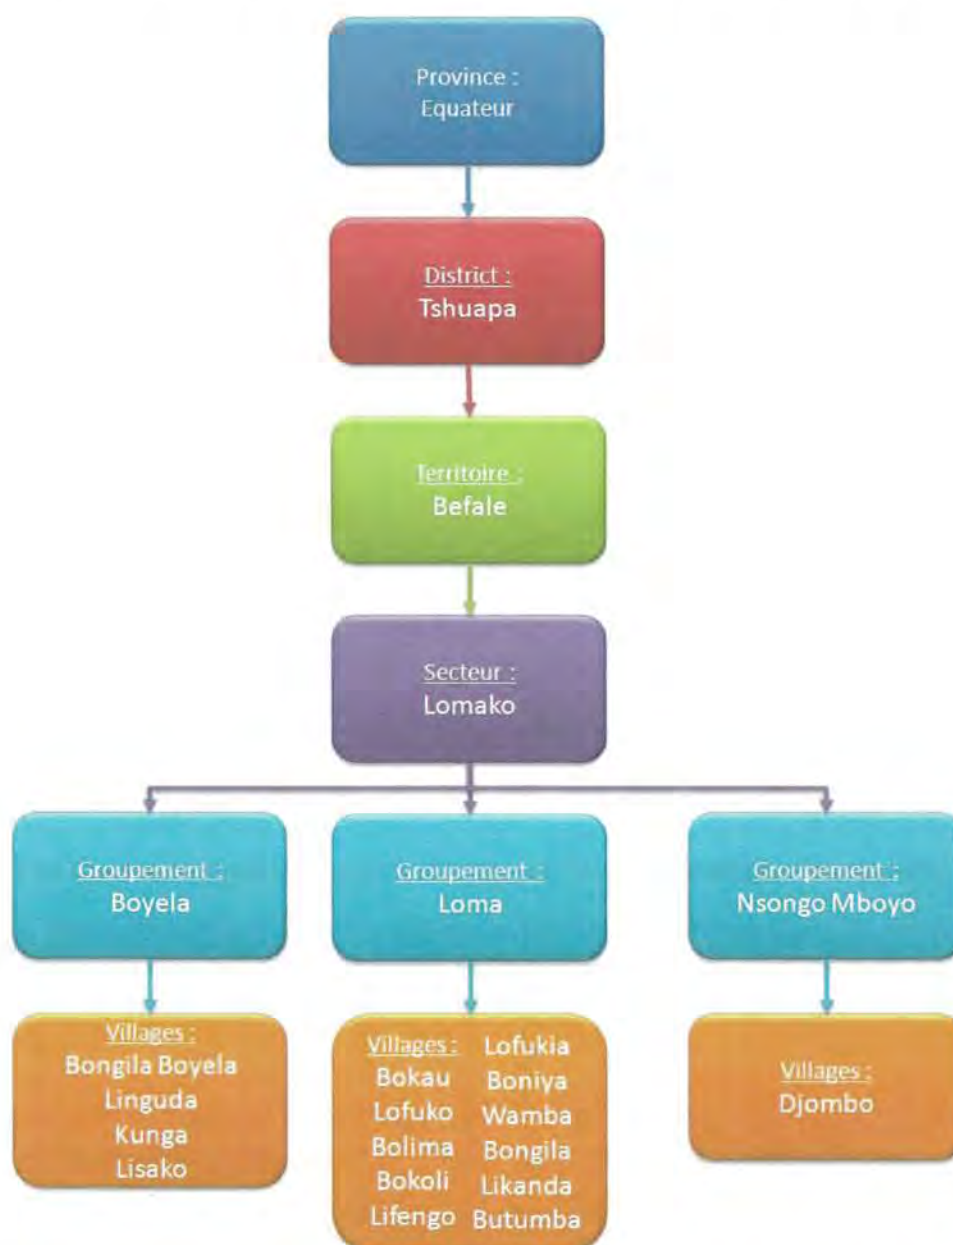 Province :
Equateur
District :
Tshuapa
Territoire :
Befale
Secteur :
Lomako
Groupement :
Boyela
Groupement :
Loma
Groupement :
Nsongo Mboyo
Villages :
Bongila Boyela
Linguda
Kunga
Lisako
Villages :
Bokau
Lofuko
Bolima
Bokoli
Lifengo
Lofukia
Boniya
Wamba
Bongila
Likanda
Butumba
Villages :
Djombo